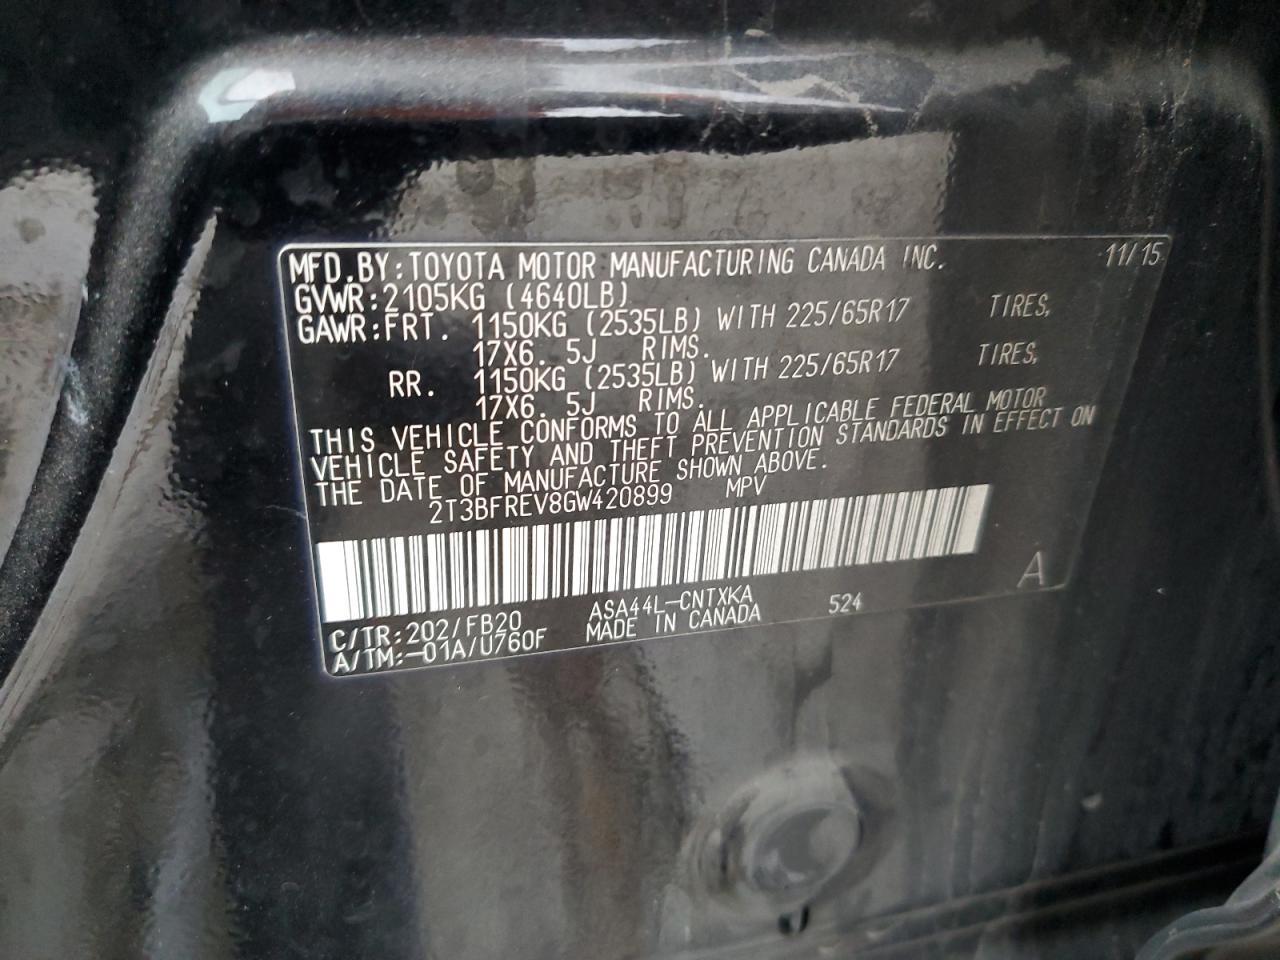 MFD.BY:TOYOTA MOTOR MANUFACTURING CANADA INC. 11/15
GVWR:2105KG (4640LB)
GAWR:FRT. 1150KG (2535LB) WITH 225/65R17 TIRES,
17X6. 5J RIMS.
RR. 1150KG (2535LB) WITH 225/65R17 TIRES,
17X6. 5J RIMS.
THIS VEHICLE CONFORMS TO ALL APPLICABLE FEDERAL MOTOR
VEHICLE SAFETY AND THEFT PREVENTION STANDARDS IN EFFECT ON
THE DATE OF MANUFACTURE SHOWN ABOVE.
2T3BFREV8GW420899 MPV
A
C/TR:202/FB20 ASA44L-CNTXKA 524
A/TM:-01A/U760F MADE IN CANADA